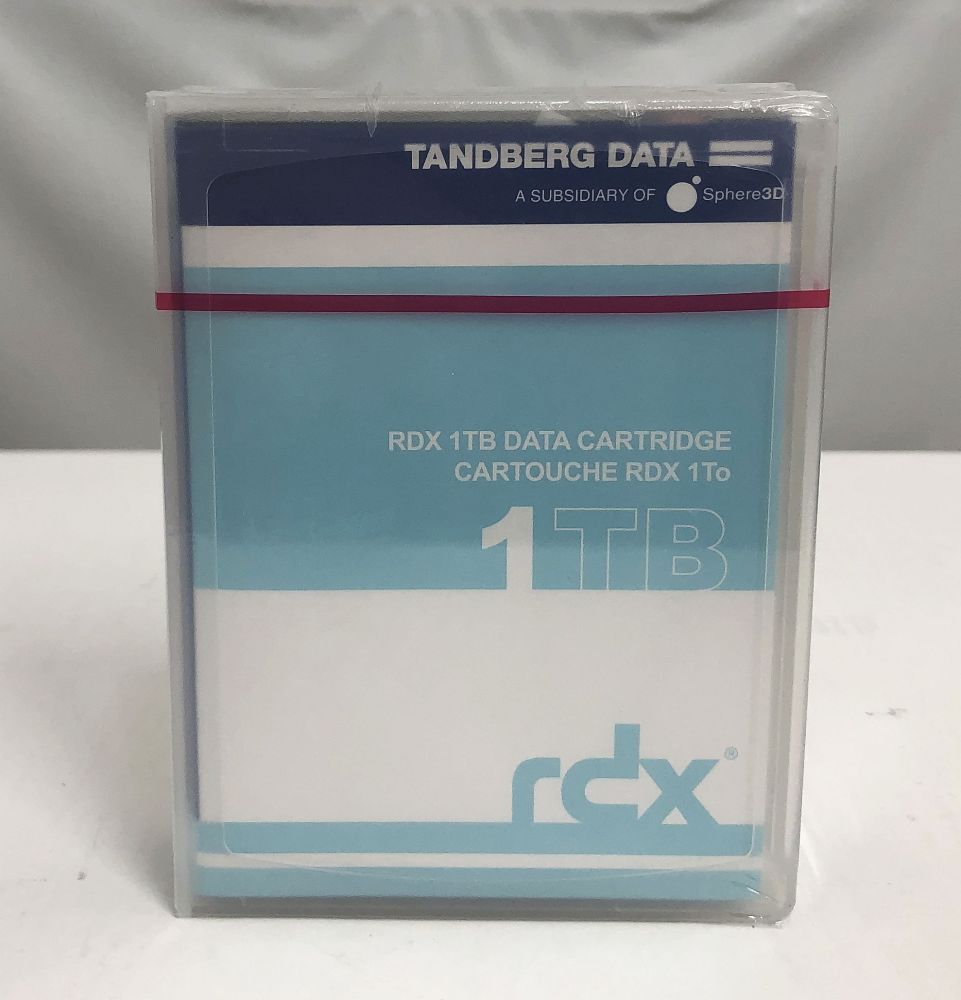 TANDBERG DATA
A SUBSIDIARY OF Sphere3D
RDX 1TB DATA CARTRIDGE
CARTOUCHE RDX 1To
1TB
rdx®